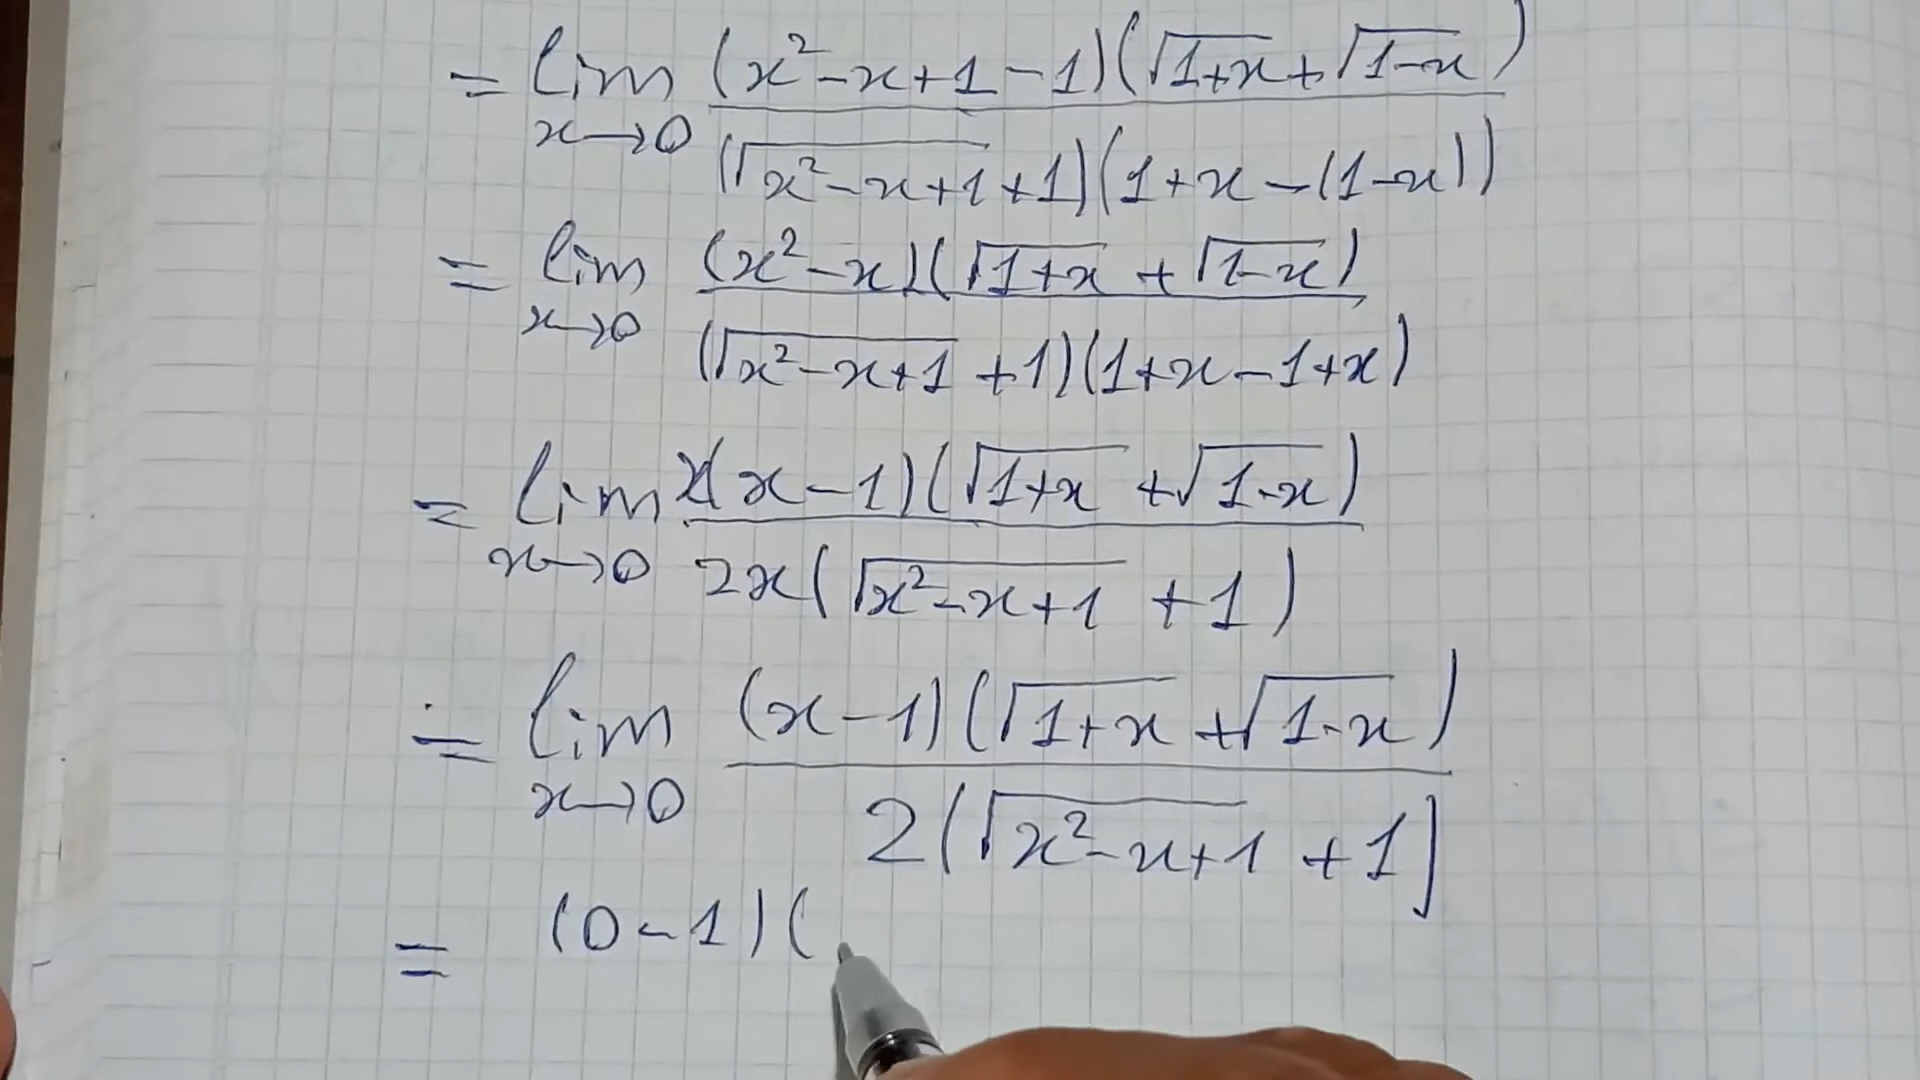 = lim (x²-x+1-1)(√1+x+√1-x)
x→0 (√x²-x+1+1)(1+x-(1-x))
= lim (x²-x)(√1+x+√1-x)
x→0 (√x²-x+1+1)(1+x-1+x)
= lim x(x-1)(√1+x+√1-x)
x→0 2x(√x²-x+1+1)
= lim (x-1)(√1+x+√1-x)
x→0 2(√x²-x+1+1]
= (0-1)(